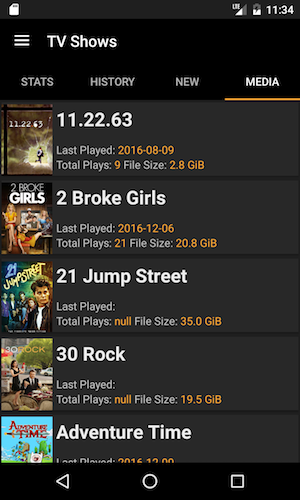 LTE 11:34
TV Shows
STATS HISTORY NEW MEDIA
11.22.63
11.22.63
Last Played: 2016-08-09
Total Plays: 9 File Size: 2.8 GiB
2 BROKE
GIRLS
2 Broke Girls
Last Played: 2016-12-06
Total Plays: 21 File Size: 20.8 GiB
21
JUMP STREET
21 Jump Street
Last Played:
Total Plays: null File Size: 35.0 GiB
30 ROCK
30 Rock
Last Played:
Total Plays: null File Size: 19.5 GiB
ADVENTURE
TIME
Adventure Time
Last Played: 2016-12-00